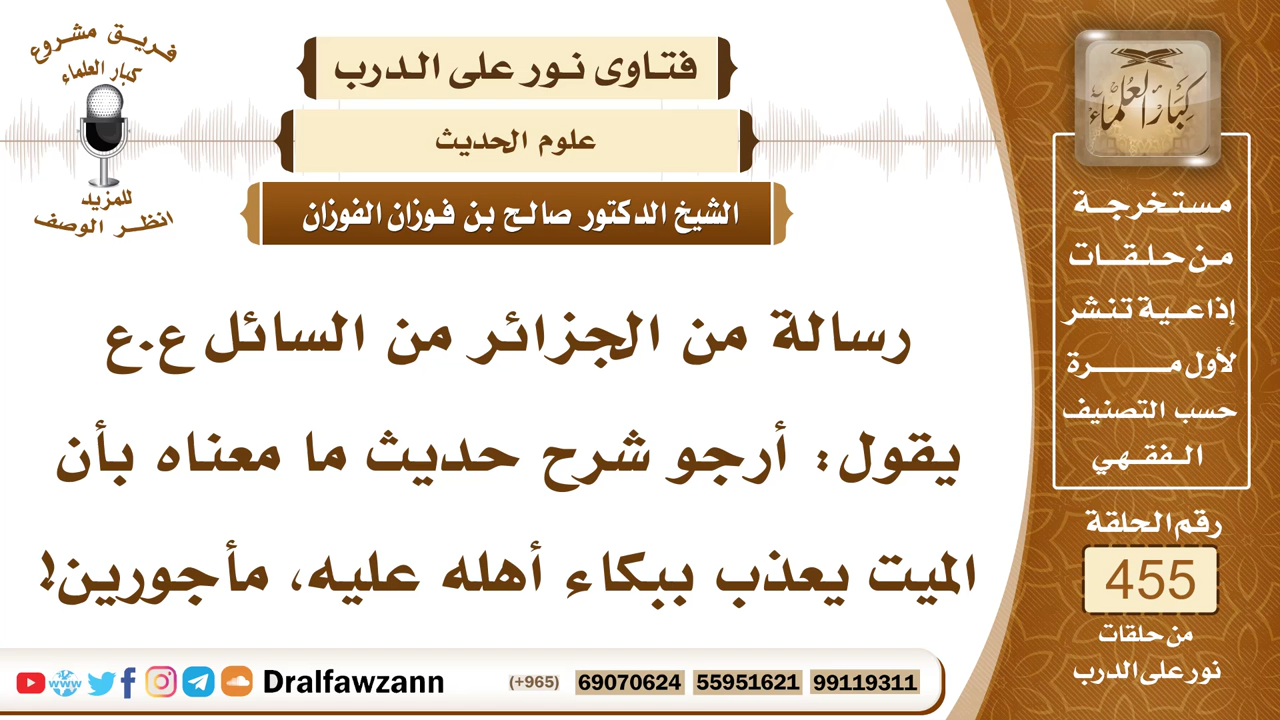 فريق مشروع
كبار العلماء
للمزيد
انظر الوصف
فتاوى نور على الدرب
علوم الحديث
الشيخ الدكتور صالح بن فوزان الفوزان
رسالة من الجزائر من السائل ع.ع
يقول: أرجو شرح حديث ما معناه بأن
الميت يعذب ببكاء أهله عليه، مأجورين!
كبار العلماء
مستخرجة
من حلقات
إذاعية تنشر
لأول مرة
حسب التصنيف
الفقهي
رقم الحلقة
455
من حلقات
نور على الدرب
www
Dralfawzann (+965) 69070624 55951621 99119311